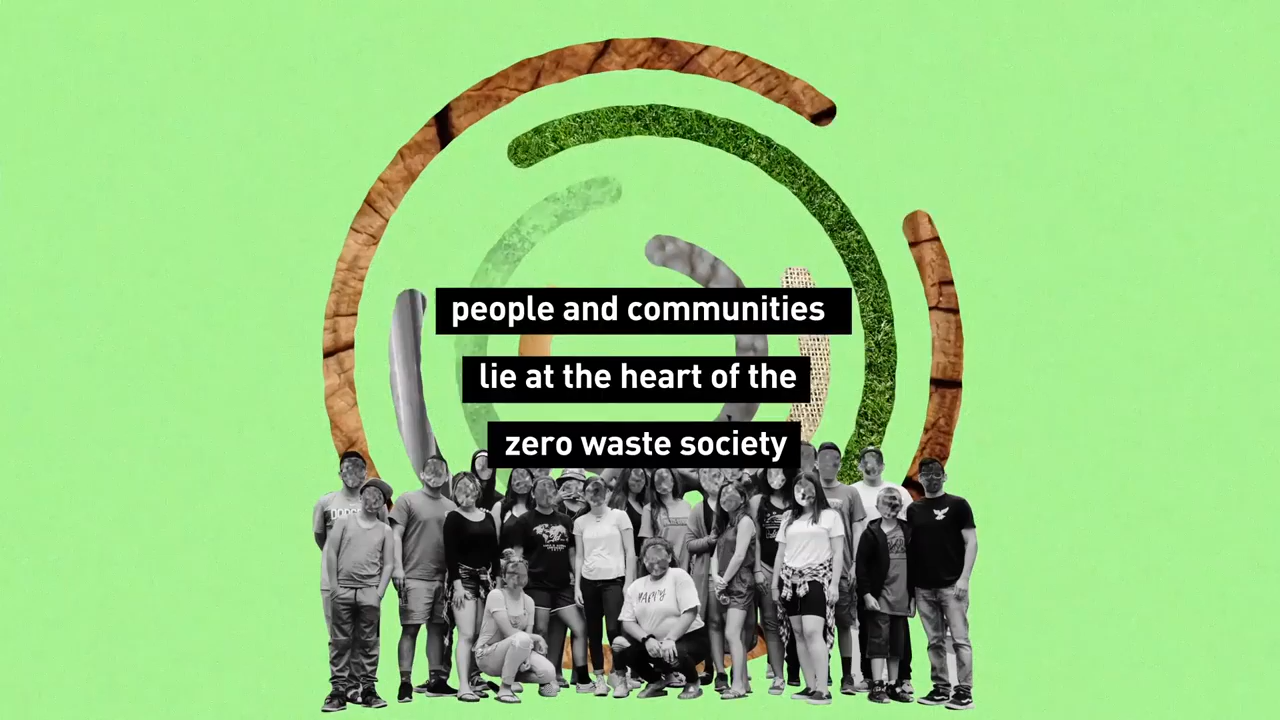 people and communities
lie at the heart of the
zero waste society